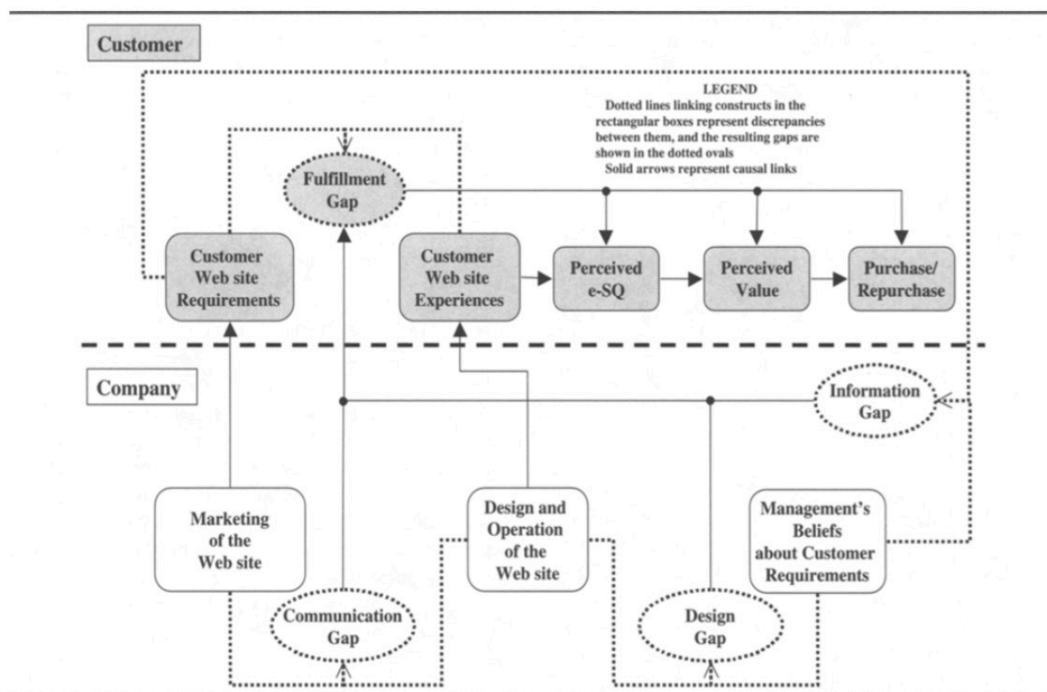 Customer
LEGEND
Dotted lines linking constructs in the
rectangular boxes represent discrepancies
between them, and the resulting gaps are
shown in the dotted ovals
Solid arrows represent causal links
Fulfillment
Gap
Customer
Web site
Requirements
Customer
Web site
Experiences
Perceived
e-SQ
Perceived
Value
Purchase/
Repurchase
Company
Information
Gap
Marketing
of the
Web site
Design and
Operation
of the
Web site
Management's
Beliefs
about Customer
Requirements
Communication
Gap
Design
Gap